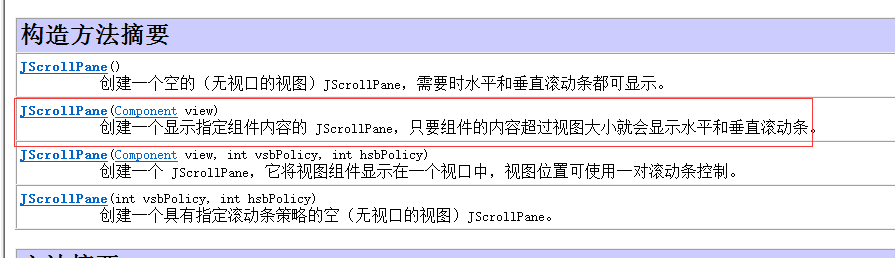 构造方法摘要
JScrollPane()
创建一个空的（无视口的视图）JScrollPane，需要时水平和垂直滚动条都可显示。
JScrollPane(Component view)
创建一个显示指定组件内容的 JScrollPane，只要组件的内容超过视图大小就会显示水平和垂直滚动条。
JScrollPane(Component view, int vsbPolicy, int hsbPolicy)
创建一个 JScrollPane，它将视图组件显示在一个视口中，视图位置可使用一对滚动条控制。
JScrollPane(int vsbPolicy, int hsbPolicy)
创建一个具有指定滚动条策略的空（无视口的视图）JScrollPane。